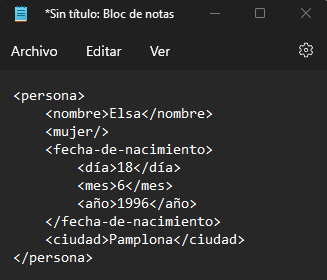 *Sin título: Bloc de notas
Archivo Editar Ver
<persona>
    <nombre>Elsa</nombre>
    <mujer/>
    <fecha-de-nacimiento>
        <día>18</día>
        <mes>6</mes>
        <año>1996</año>
    </fecha-de-nacimiento>
    <ciudad>Pamplona</ciudad>
</persona>